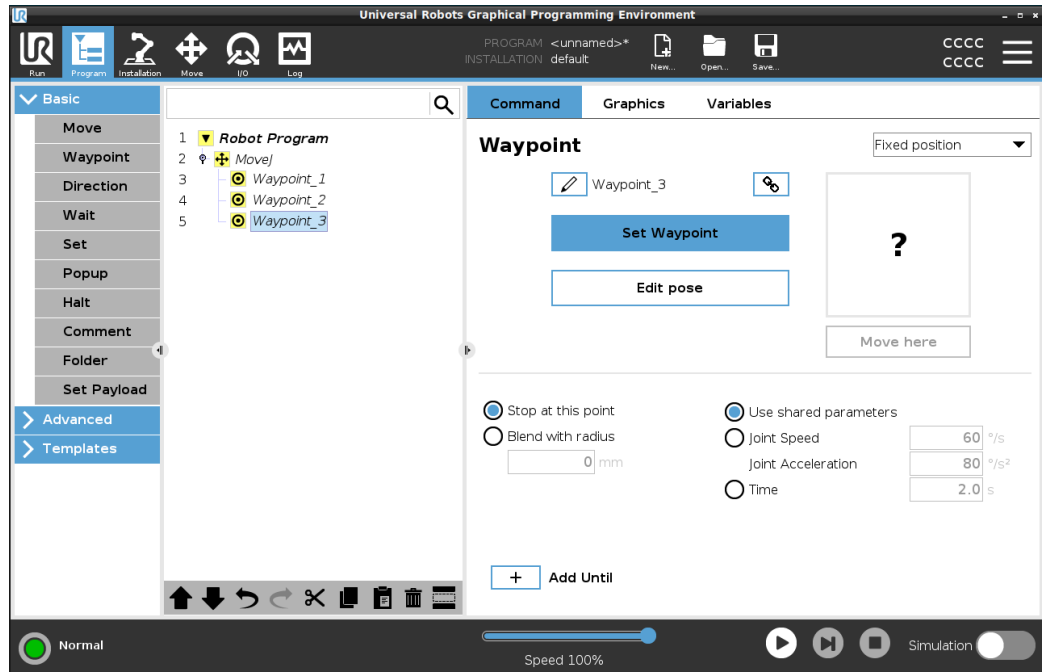 Universal Robots Graphical Programming Environment
UR
Run
Program
Installation
Move
I/O
Log
PROGRAM <unnamed>*
INSTALLATION default
New...
Open...
Save...
CCCC
CCCC
Basic
Move
Waypoint
Direction
Wait
Set
Popup
Halt
Comment
Folder
Set Payload
Advanced
Templates
1 Robot Program
2 MoveJ
3 Waypoint_1
4 Waypoint_2
5 Waypoint_3
Command Graphics Variables
Waypoint
Fixed position
Waypoint_3
Set Waypoint
Edit pose
?
Move here
Stop at this point
Blend with radius
0 mm
Use shared parameters
Joint Speed 60 °/s
Joint Acceleration 80 °/s²
Time 2.0 s
+ Add Until
Normal
Speed 100%
Simulation